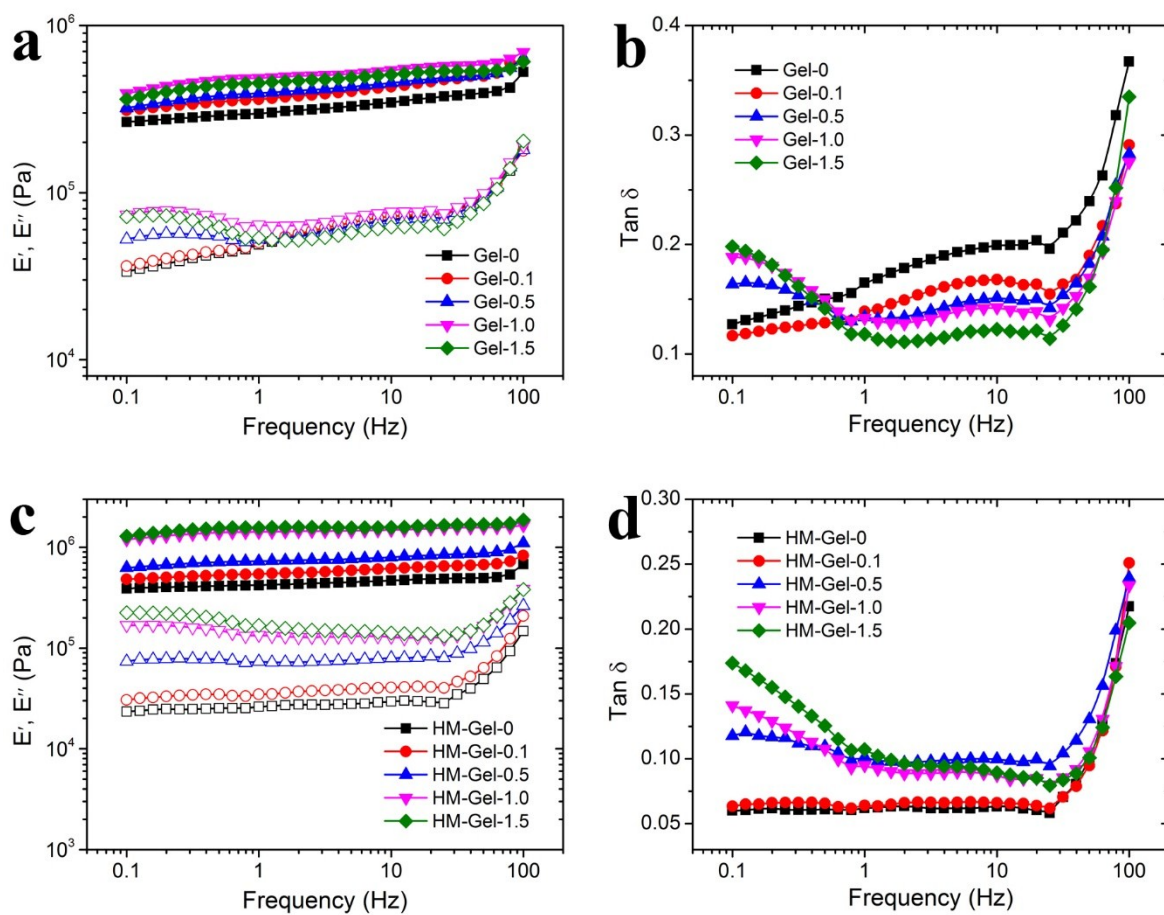 a
10⁶
10⁵
10⁴
E′, E″ (Pa)
Gel-0
Gel-0.1
Gel-0.5
Gel-1.0
Gel-1.5
0.1 1 10 100
Frequency (Hz)
b
0.4
0.3
0.2
0.1
Tan δ
Gel-0
Gel-0.1
Gel-0.5
Gel-1.0
Gel-1.5
0.1 1 10 100
Frequency (Hz)
c
10⁶
10⁵
10⁴
10³
E′, E″ (Pa)
HM-Gel-0
HM-Gel-0.1
HM-Gel-0.5
HM-Gel-1.0
HM-Gel-1.5
0.1 1 10 100
Frequency (Hz)
d
0.30
0.25
0.20
0.15
0.10
0.05
Tan δ
HM-Gel-0
HM-Gel-0.1
HM-Gel-0.5
HM-Gel-1.0
HM-Gel-1.5
0.1 1 10 100
Frequency (Hz)